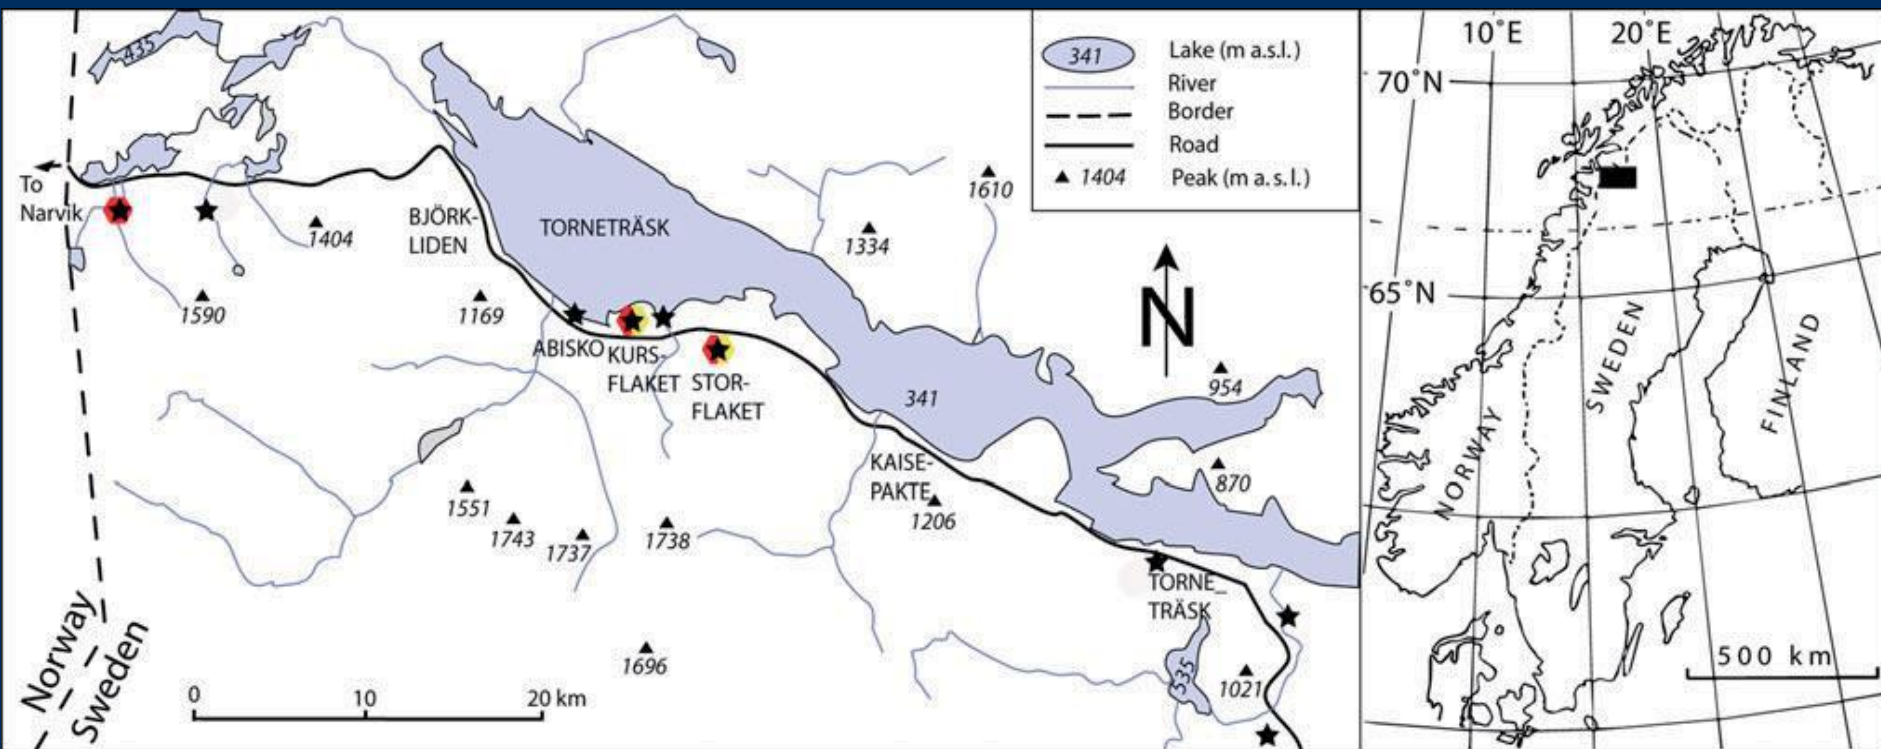 435
To
Narvik
1404
1590
BJÖRK-
LIDEN
1169
TORNETRÄSK
ABISKO
KURS-
FLAKET
STOR-
FLAKET
1334
1610
341
954
870
KAISE-
PAKTE
1206
1551
1743
1737
1738
1696
TORNE_
TRÄSK
535
1021
Norway
Sweden
0 10 20 km
341 Lake (m a.s.l.)
River
Border
Road
1404 Peak (m a.s.l.)
N
10°E 20°E
70°N
65°N
NORWAY
SWEDEN
FINLAND
500 km